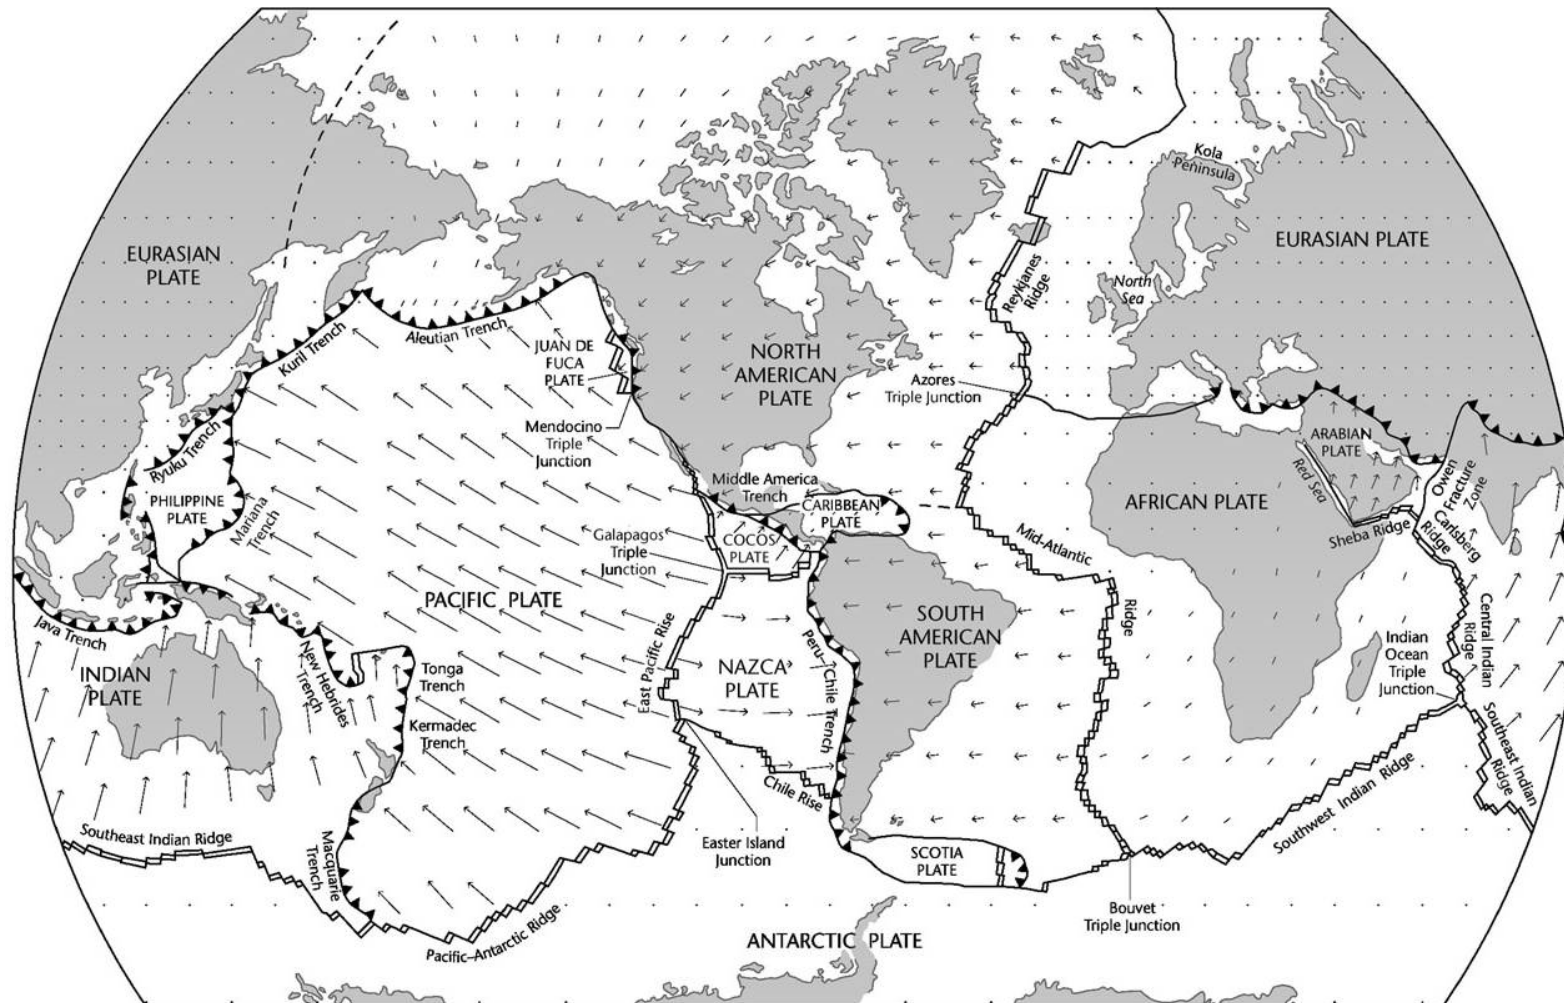 Kola
Peninsula
EURASIAN
PLATE
EURASIAN PLATE
North
Sea
Reykjanes
Ridge
Kuril Trench
Aleutian Trench
JUAN DE
FUCA
PLATE
NORTH
AMERICAN
PLATE
Azores
Triple Junction
Mendocino
Triple
Junction
Ryuku Trench
ARABIAN
PLATE
Red Sea
Owen
Fracture
Zone
Middle America
Trench
PHILIPPINE
PLATE
Mariana
Trench
CARIBBEAN
PLATE
AFRICAN PLATE
Galapagos
Triple
Junction
COCOS
PLATE
Mid-Atlantic
Ridge
Sheba Ridge
Carlsberg
Ridge
PACIFIC PLATE
SOUTH
AMERICAN
PLATE
Java Trench
INDIAN
PLATE
New Hebrides
Trench
Tonga
Trench
Kermadec
Trench
East Pacific Rise
NAZCA
PLATE
Peru-Chile Trench
Indian
Ocean
Triple
Junction
Central Indian
Ridge
Southeast Indian
Ridge
Chile Rise
Southwest Indian Ridge
Southeast Indian Ridge
Macquarie
Trench
Easter Island
Junction
SCOTIA
PLATE
Bouvet
Triple Junction
Pacific–Antarctic Ridge
ANTARCTIC PLATE